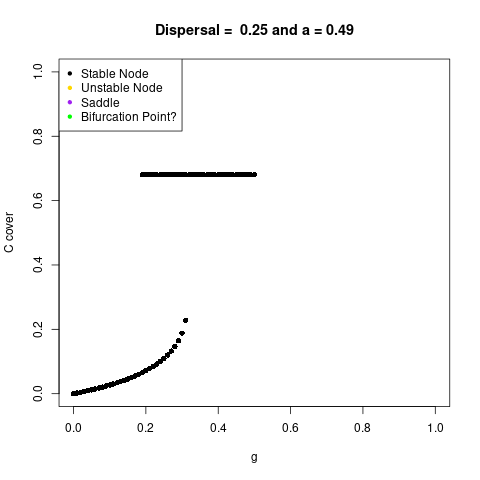 Dispersal =  0.25 and a = 0.49
Stable Node
Unstable Node
Saddle
Bifurcation Point?
1.0
0.8
0.6
0.4
0.2
0.0
C cover
0.0 0.2 0.4 0.6 0.8 1.0
g